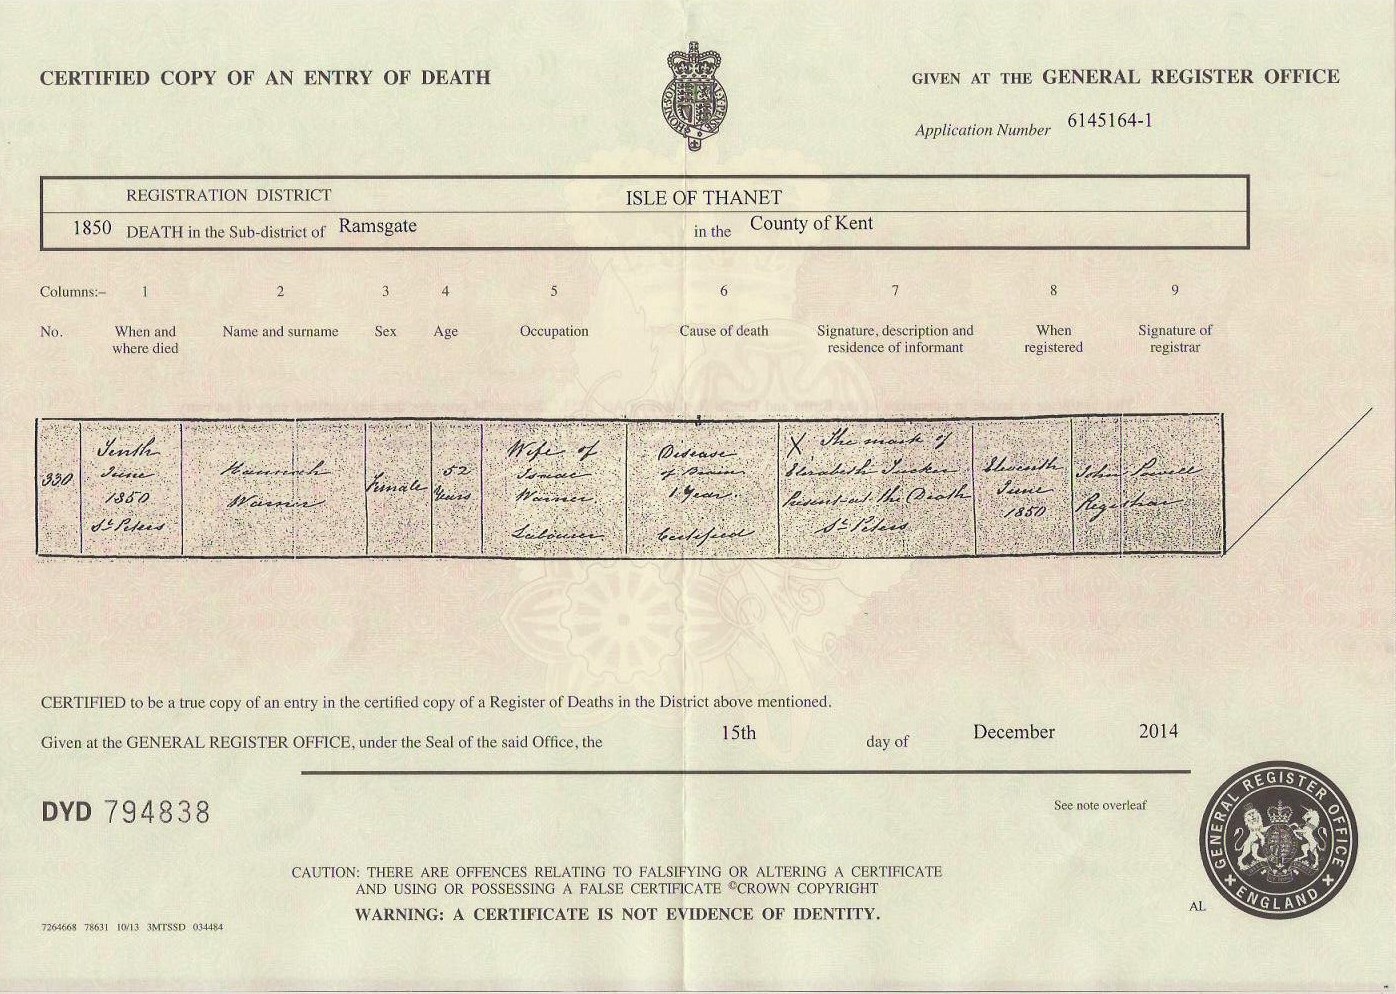 CERTIFIED COPY OF AN ENTRY OF DEATH
GIVEN AT THE GENERAL REGISTER OFFICE
Application Number 6145164-1
REGISTRATION DISTRICT ISLE OF THANET
1850 DEATH in the Sub-district of Ramsgate in the County of Kent
Columns:– 1 2 3 4 5 6 7 8 9
No. When and where died Name and surname Sex Age Occupation Cause of death Signature, description and residence of informant When registered Signature of registrar
330
Tenth
June
1850
St Peters
Warner
Female
52
Years
Wife of
Warner
Labourer
Disease
of Brain
1 Year.
Certified
X The mark of
Elizabeth Tucker
Present at the Death
St Peters
Eleventh
June
1850
John
Registrar
CERTIFIED to be a true copy of an entry in the certified copy of a Register of Deaths in the District above mentioned.
Given at the GENERAL REGISTER OFFICE, under the Seal of the said Office, the 15th day of December 2014
DYD 794838
See note overleaf
GENERAL REGISTER OFFICE
ENGLAND
CAUTION: THERE ARE OFFENCES RELATING TO FALSIFYING OR ALTERING A CERTIFICATE
AND USING OR POSSESSING A FALSE CERTIFICATE ©CROWN COPYRIGHT
WARNING: A CERTIFICATE IS NOT EVIDENCE OF IDENTITY.
AL
7264668 78631 10/13 3MTSSD 034484